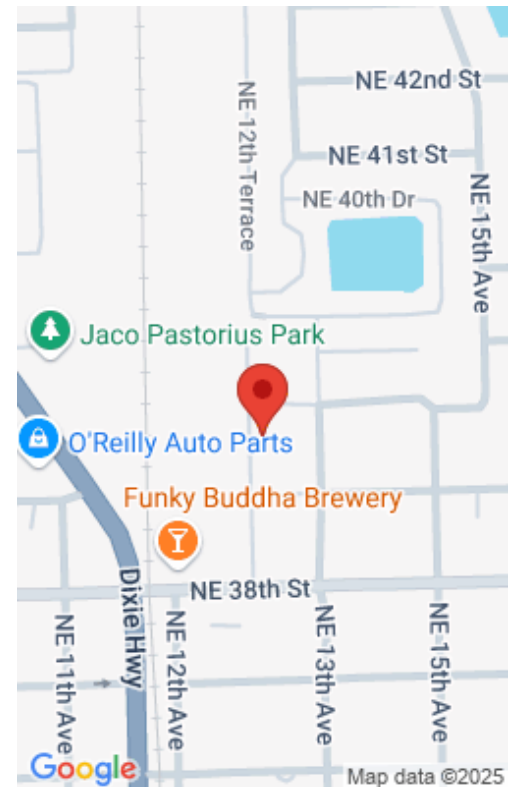 NE 42nd St
NE 12th Terrace
NE 41st St
NE 40th Dr
NE 15th Ave
Jaco Pastorius Park
O'Reilly Auto Parts
Funky Buddha Brewery
NE 38th St
Dixie Hwy
NE 11th Ave
NE 12th Ave
NE 13th Ave
NE 15th Ave
Google
Map data ©2025